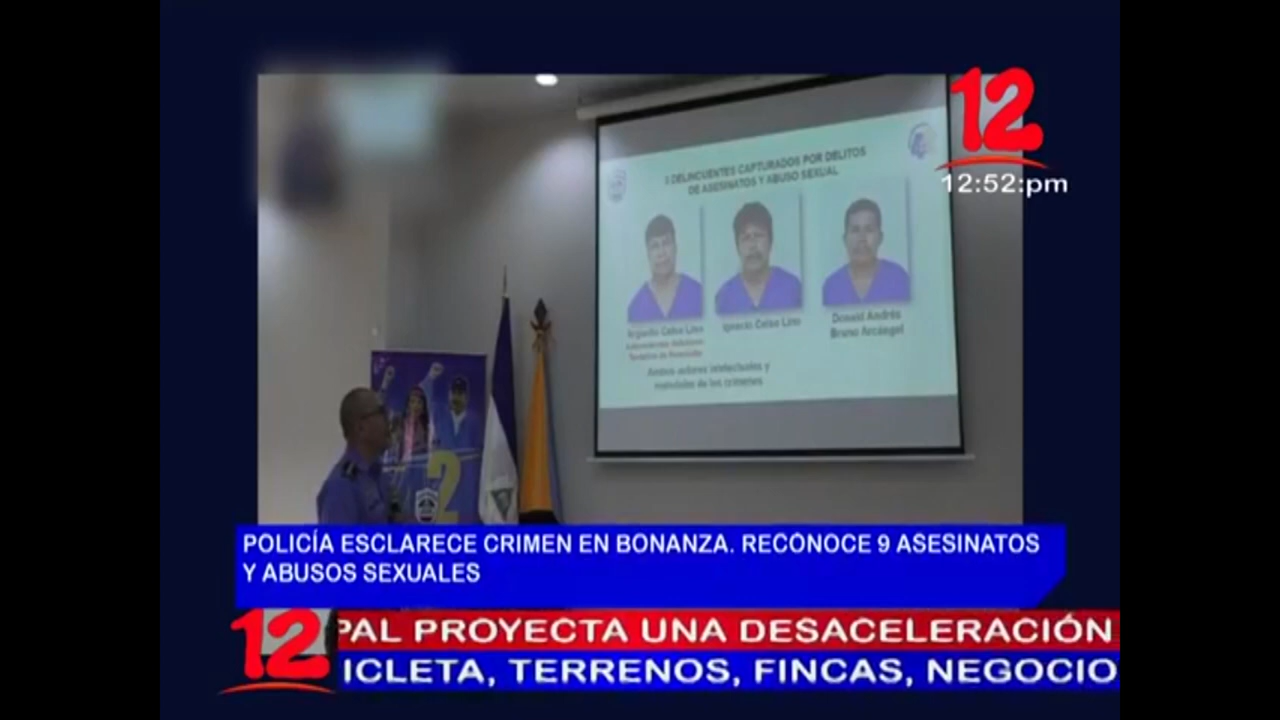 12
12:52:pm
3 DELINCUENTES CAPTURADOS POR DELITOS
DE ASESINATOS Y ABUSO SEXUAL
Argentio Celso Lino
Ignacio Celso Lino
Donald Andrés
Bruno Arcángel
Ambos autores intelectuales y
materiales de los crímenes
2
POLICÍA ESCLARECE CRIMEN EN BONANZA. RECONOCE 9 ASESINATOS
Y ABUSOS SEXUALES
12
PAL PROYECTA UNA DESACELERACIÓN
ICLETA, TERRENOS, FINCAS, NEGOCIO